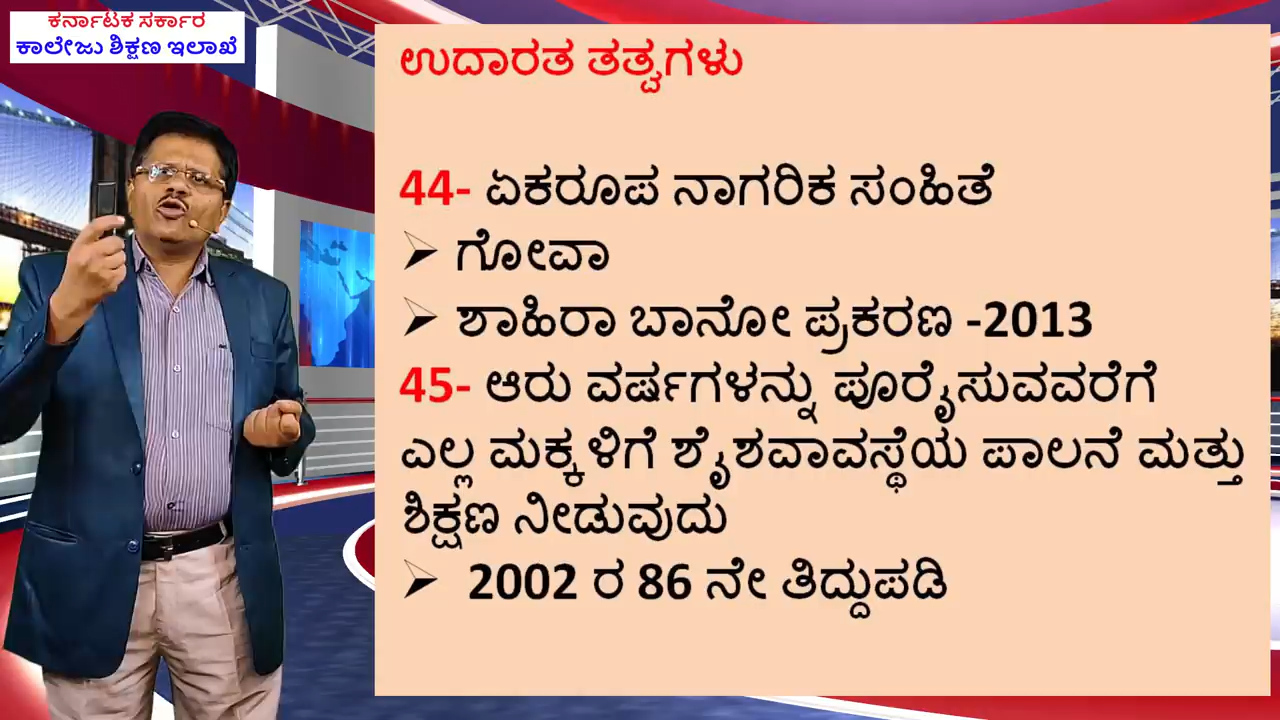 ಕರ್ನಾಟಕ ಸರ್ಕಾರ
ಕಾಲೇಜು ಶಿಕ್ಷಣ ಇಲಾಖೆ
ಉದಾರತ ತತ್ವಗಳು
44- ಏಕರೂಪ ನಾಗರಿಕ ಸಂಹಿತೆ
➢ ಗೋವಾ
➢ ಶಾಹಿರಾ ಬಾನೋ ಪ್ರಕರಣ -2013
45- ಆರು ವರ್ಷಗಳನ್ನು ಪೂರೈಸುವವರೆಗೆ
ಎಲ್ಲ ಮಕ್ಕಳಿಗೆ ಶೈಶವಾವಸ್ಥೆಯ ಪಾಲನೆ ಮತ್ತು
ಶಿಕ್ಷಣ ನೀಡುವುದು
➢ 2002 ರ 86 ನೇ ತಿದ್ದುಪಡಿ